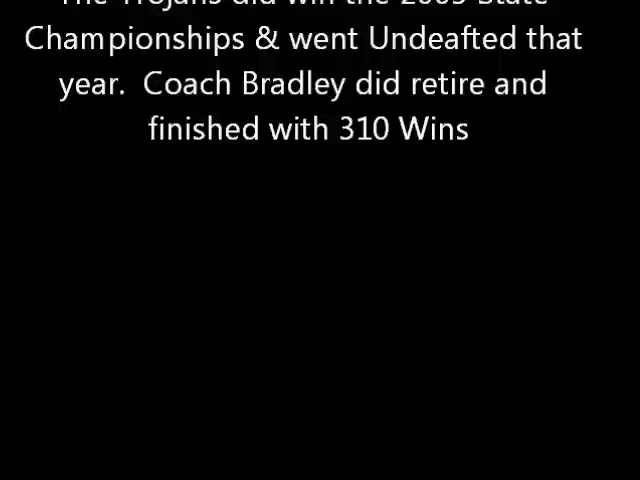 The Trojans did win the 2005 State
Championships & went Undeafted that
year. Coach Bradley did retire and
finished with 310 Wins